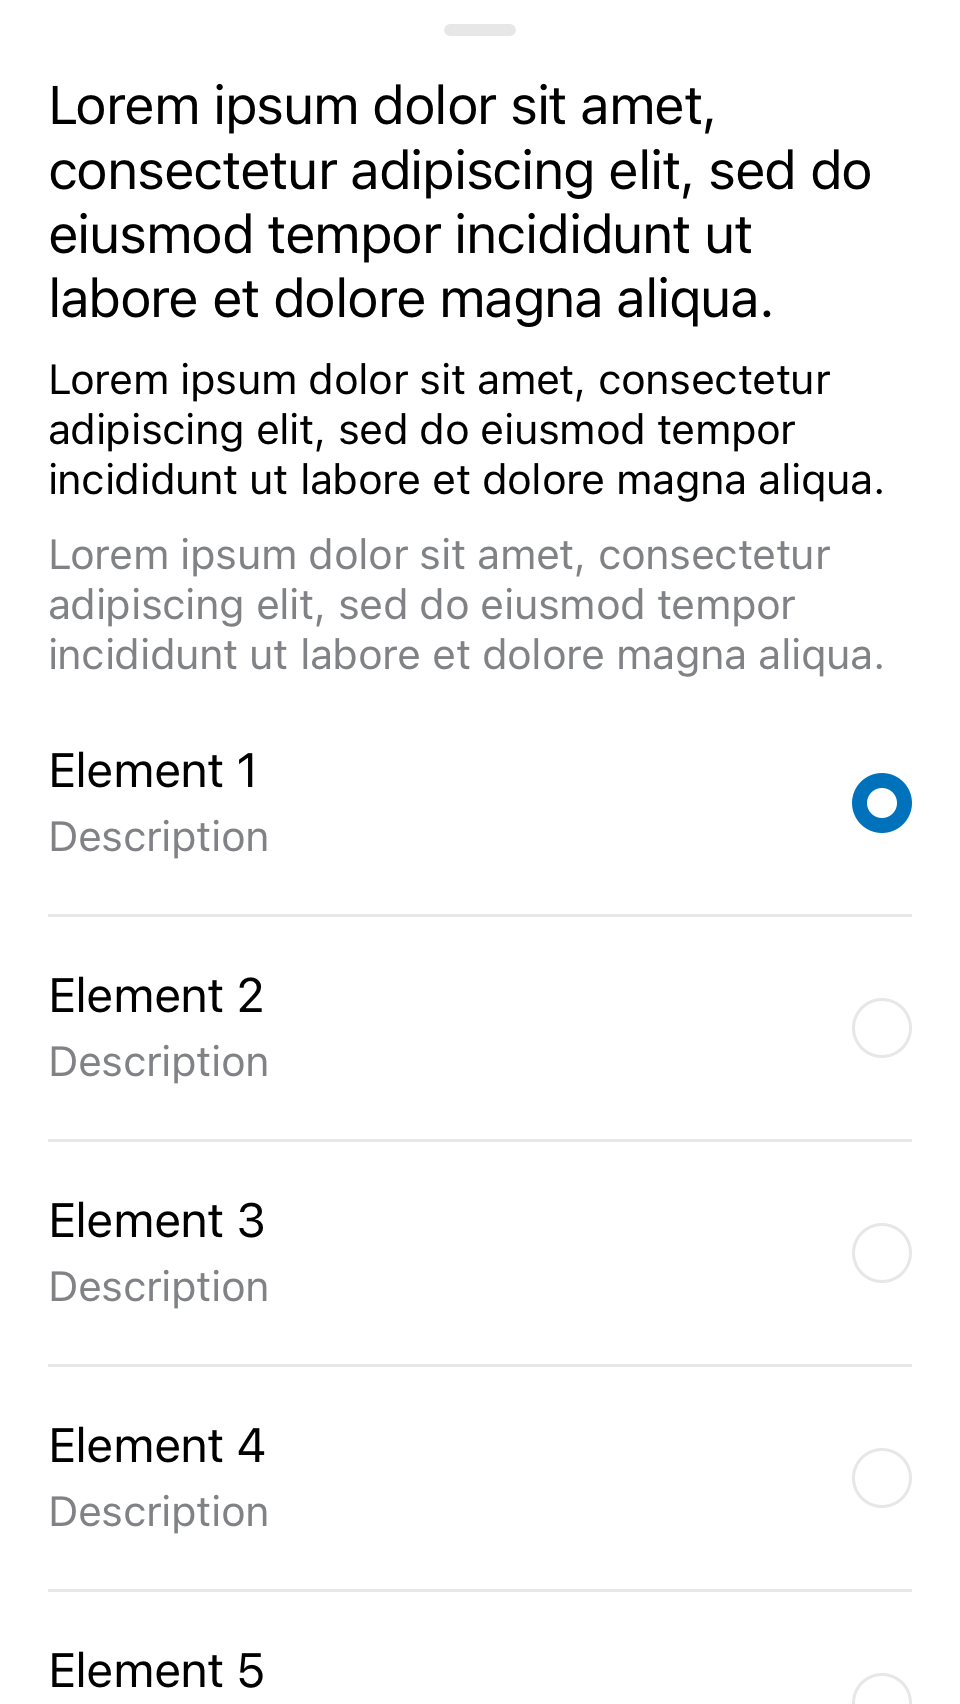 Lorem ipsum dolor sit amet,
consectetur adipiscing elit, sed do
eiusmod tempor incididunt ut
labore et dolore magna aliqua.
Lorem ipsum dolor sit amet, consectetur
adipiscing elit, sed do eiusmod tempor
incididunt ut labore et dolore magna aliqua.
Lorem ipsum dolor sit amet, consectetur
adipiscing elit, sed do eiusmod tempor
incididunt ut labore et dolore magna aliqua.
Element 1
Description
Element 2
Description
Element 3
Description
Element 4
Description
Element 5